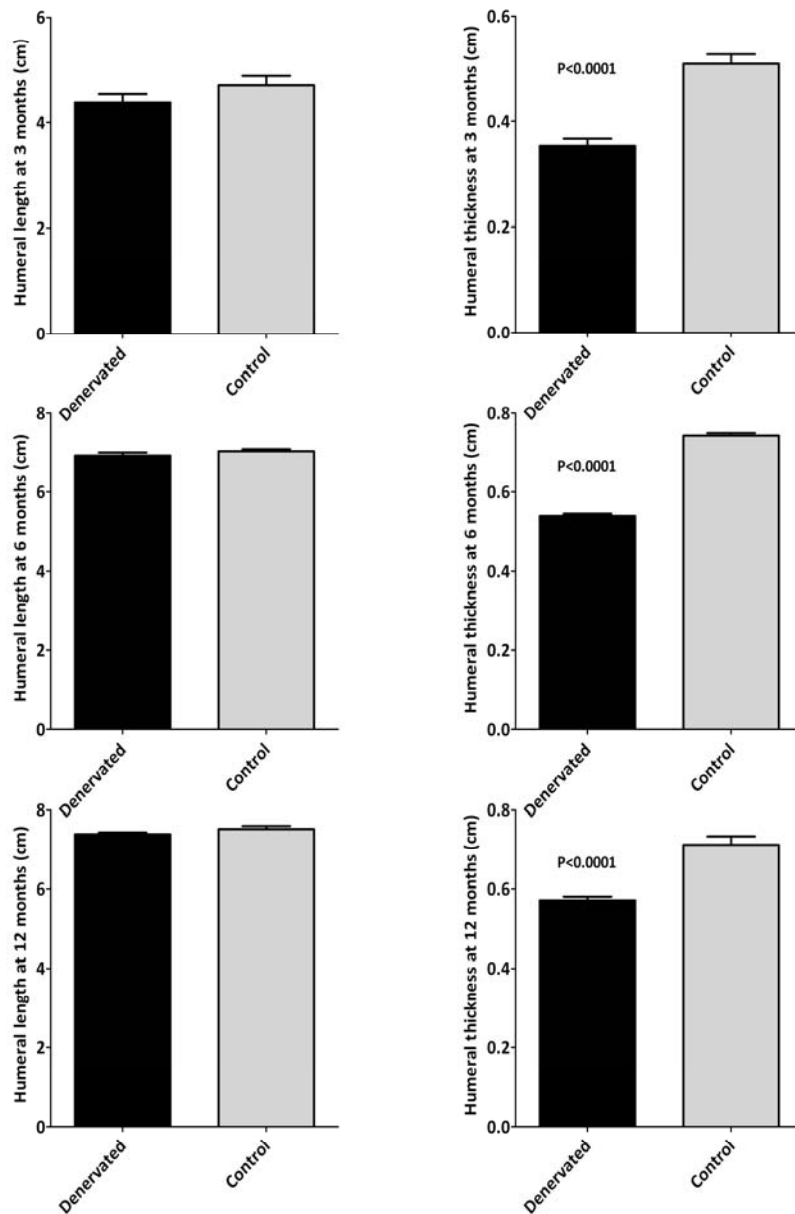 Humeral length at 3 months (cm)
6
4
2
0
Denervated
Control
Humeral thickness at 3 months (cm)
0.6
0.4
0.2
0.0
P<0.0001
Denervated
Control
Humeral length at 6 months (cm)
8
6
4
2
0
Denervated
Control
Humeral thickness at 6 months (cm)
0.8
0.6
0.4
0.2
0.0
P<0.0001
Denervated
Control
Humeral length at 12 months (cm)
8
6
4
2
0
Denervated
Control
Humeral thickness at 12 months (cm)
0.8
0.6
0.4
0.2
0.0
P<0.0001
Denervated
Control